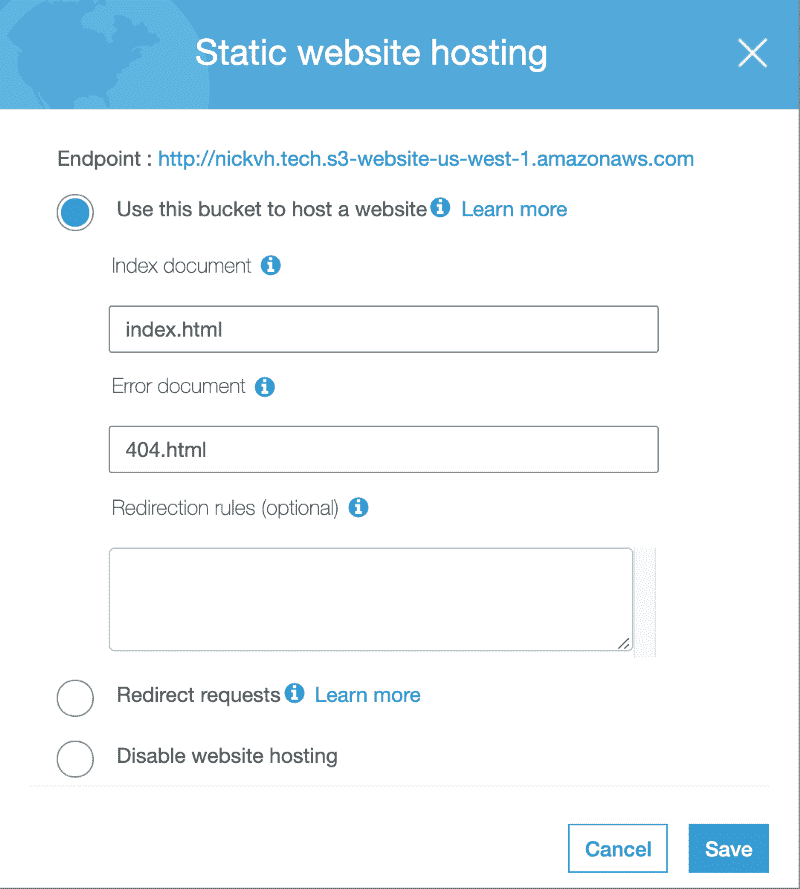 Static website hosting
Endpoint : http://nickvh.tech.s3-website-us-west-1.amazonaws.com
Use this bucket to host a website Learn more
Index document
index.html
Error document
404.html
Redirection rules (optional)
Redirect requests Learn more
Disable website hosting
Cancel Save